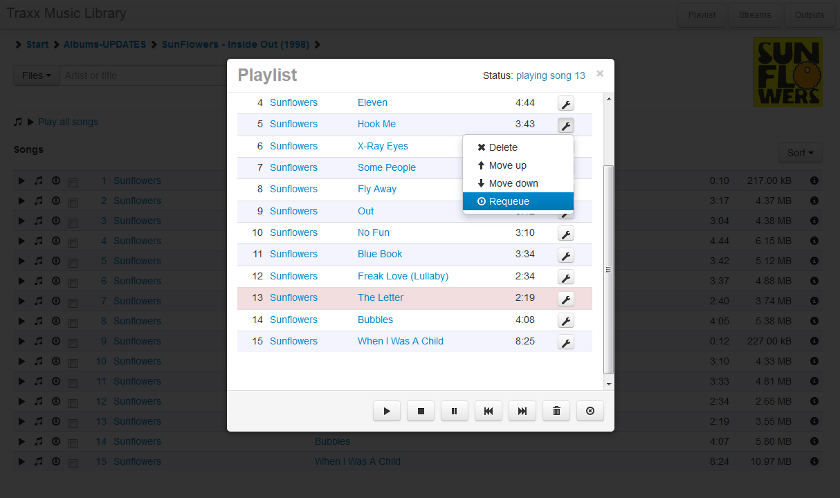 Traxx Music Library
Playlist Streams Outputs
Start Albums-UPDATES SunFlowers - Inside Out (1998)
SUN
FLO
WERS
Files Artist or title
Play all songs
Songs
Sort
Playlist
Status: playing song 13 ×
4 Sunflowers Eleven 4:44
5 Sunflowers Hook Me 3:43
6 Sunflowers X-Ray Eyes
7 Sunflowers Some People
8 Sunflowers Fly Away
9 Sunflowers Out
10 Sunflowers No Fun 3:10
11 Sunflowers Blue Book 3:34
12 Sunflowers Freak Love (Lullaby) 2:34
13 Sunflowers The Letter 2:19
14 Sunflowers Bubbles 4:08
15 Sunflowers When I Was A Child 8:25
Delete
Move up
Move down
Requeue
1 Sunflowers 0:10 217.00 kB
2 Sunflowers 3:17 4.37 MB
3 Sunflowers 3:04 4.38 MB
4 Sunflowers 4:44 6.15 MB
5 Sunflowers 3:42 5.12 MB
6 Sunflowers 3:37 4.88 MB
7 Sunflowers 2:40 3.74 MB
8 Sunflowers 4:05 5.38 MB
9 Sunflowers 0:12 227.00 kB
10 Sunflowers 3:10 4.33 MB
11 Sunflowers 3:33 4.81 MB
12 Sunflowers 2:34 2.65 MB
13 Sunflowers 2:19 3.55 MB
14 Sunflowers Bubbles 4:07 5.80 MB
15 Sunflowers When I Was A Child 8:24 10.97 MB